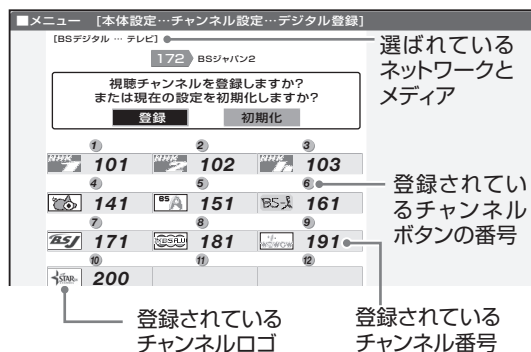 ■メニュー [本体設定…チャンネル設定…デジタル登録]
[BSデジタル … テレビ]
選ばれている
ネットワークと
メディア
172 BSジャパン2
視聴チャンネルを登録しますか?
または現在の設定を初期化しますか?
登録 初期化
1 2 3
101 102 103
4 5 6
141 BSA 151 BS-i 161
登録されてい
るチャンネル
ボタンの番号
7 8 9
BSJ 171 181 WOWOW 191
10 11 12
STAR 200
登録されている
チャンネルロゴ
登録されている
チャンネル番号